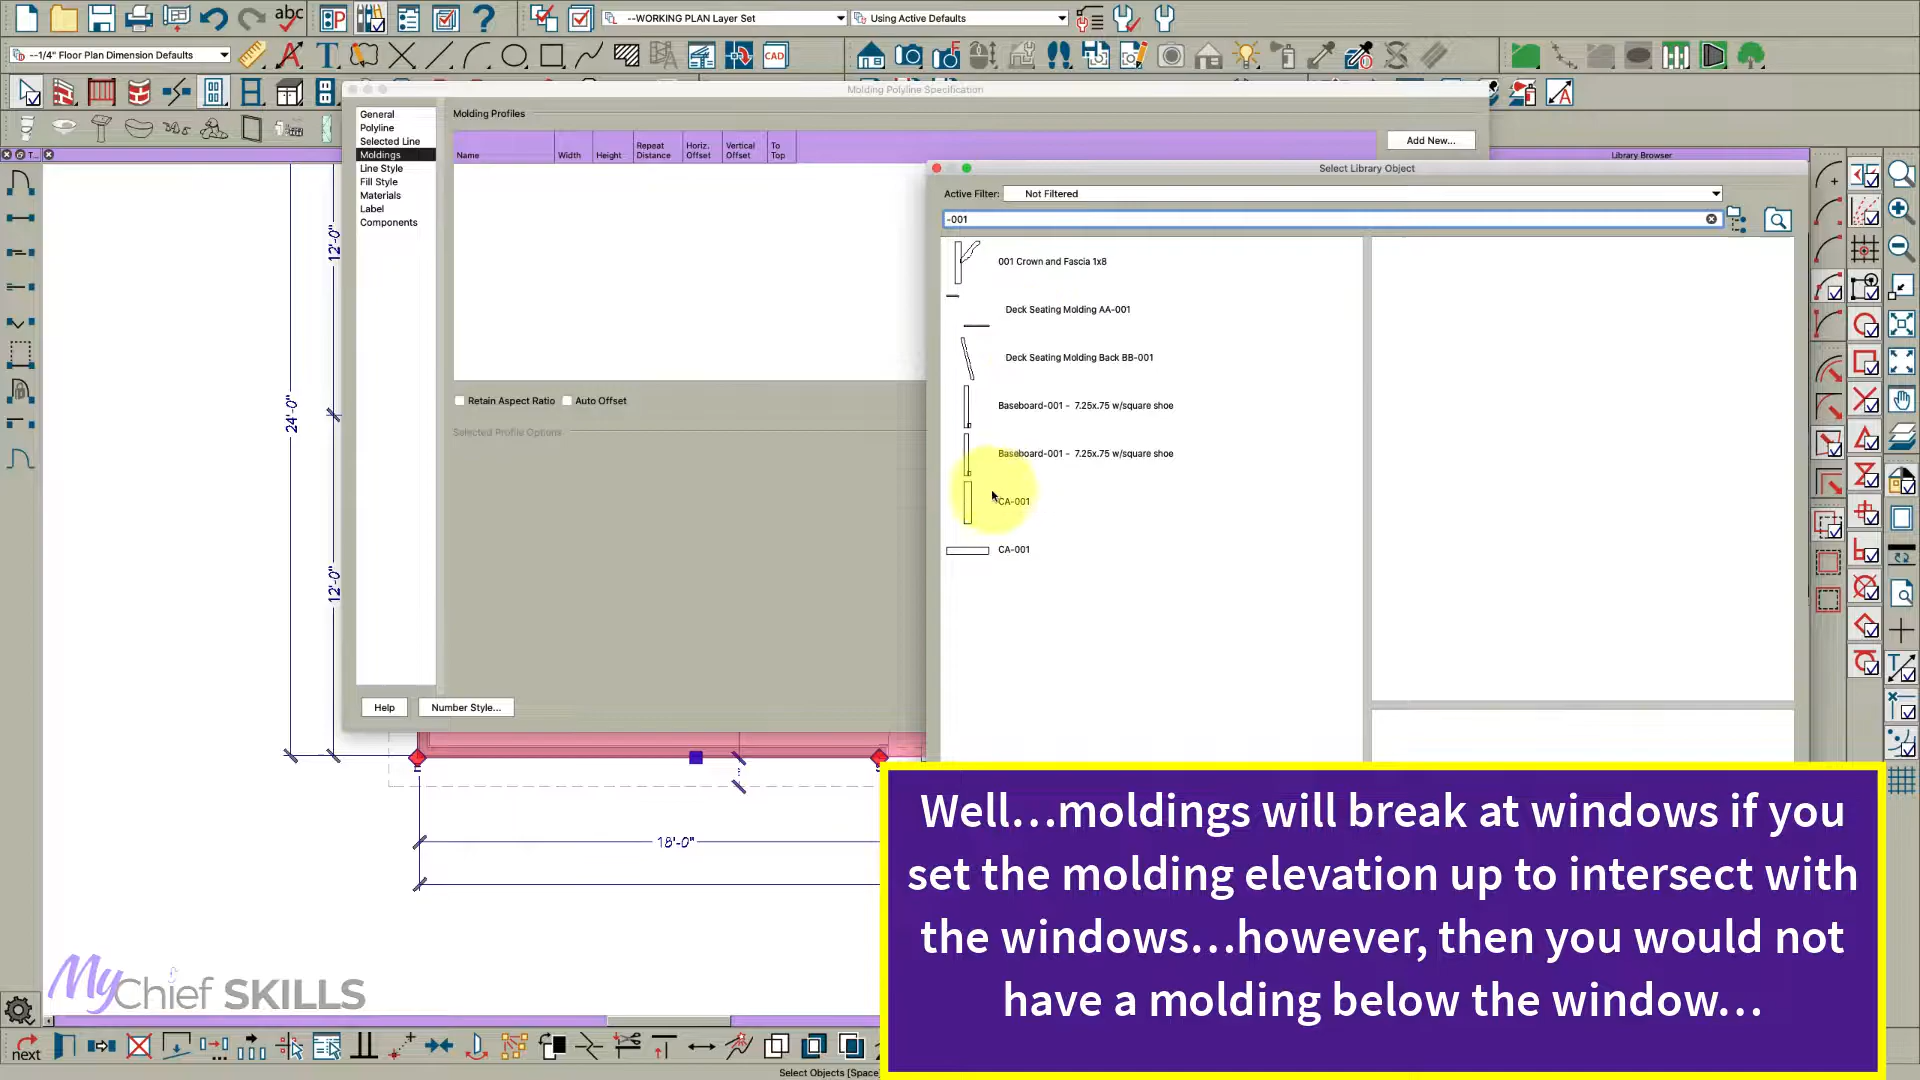 abc
P
?
--WORKING PLAN Layer Set
Using Active Defaults
--1/4" Floor Plan Dimension Defaults
A
T
CAD
Molding Polyline Specification
General
Polyline
Selected Line
Moldings
Line Style
Fill Style
Materials
Label
Components
Molding Profiles
Name
Width
Height
Repeat
Distance
Horiz.
Offset
Vertical
Offset
To
Top
Add New...
Retain Aspect Ratio
Auto Offset
Selected Profile Options
Help
Number Style...
Library Browser
T...
Select Library Object
Active Filter:
Not Filtered
-001
001 Crown and Fascia 1x8
Deck Seating Molding AA-001
Deck Seating Molding Back BB-001
Baseboard-001 - 7.25x.75 w/square shoe
Baseboard-001 - 7.25x.75 w/square shoe
CA-001
CA-001
12'-0"
24'-0"
12'-0"
18'-0"
Well...moldings will break at windows if you
set the molding elevation up to intersect with
the windows...however, then you would not
have a molding below the window...
My Chief SKILLS
next
Select Objects [Space